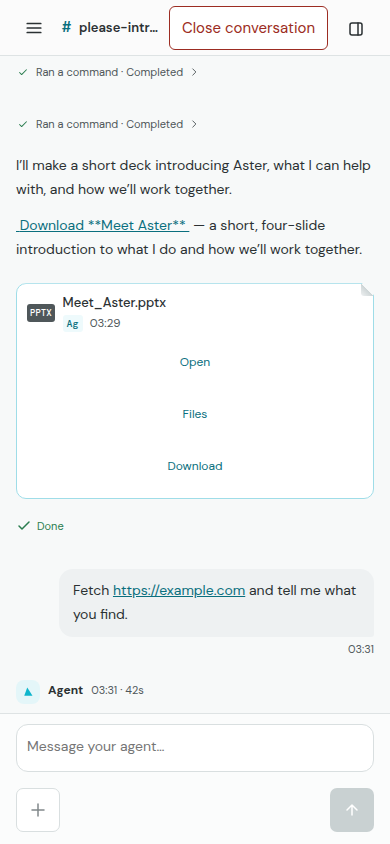 # please-intr...
Close conversation
Ran a command · Completed
Ran a command · Completed
I'll make a short deck introducing Aster, what I can help
with, and how we'll work together.
Download **Meet Aster** — a short, four-slide
introduction to what I do and how we'll work together.
PPTX
Meet_Aster.pptx
Ag 03:29
Open
Files
Download
Done
Fetch https://example.com and tell me what
you find.
03:31
Agent 03:31 · 42s
Message your agent...